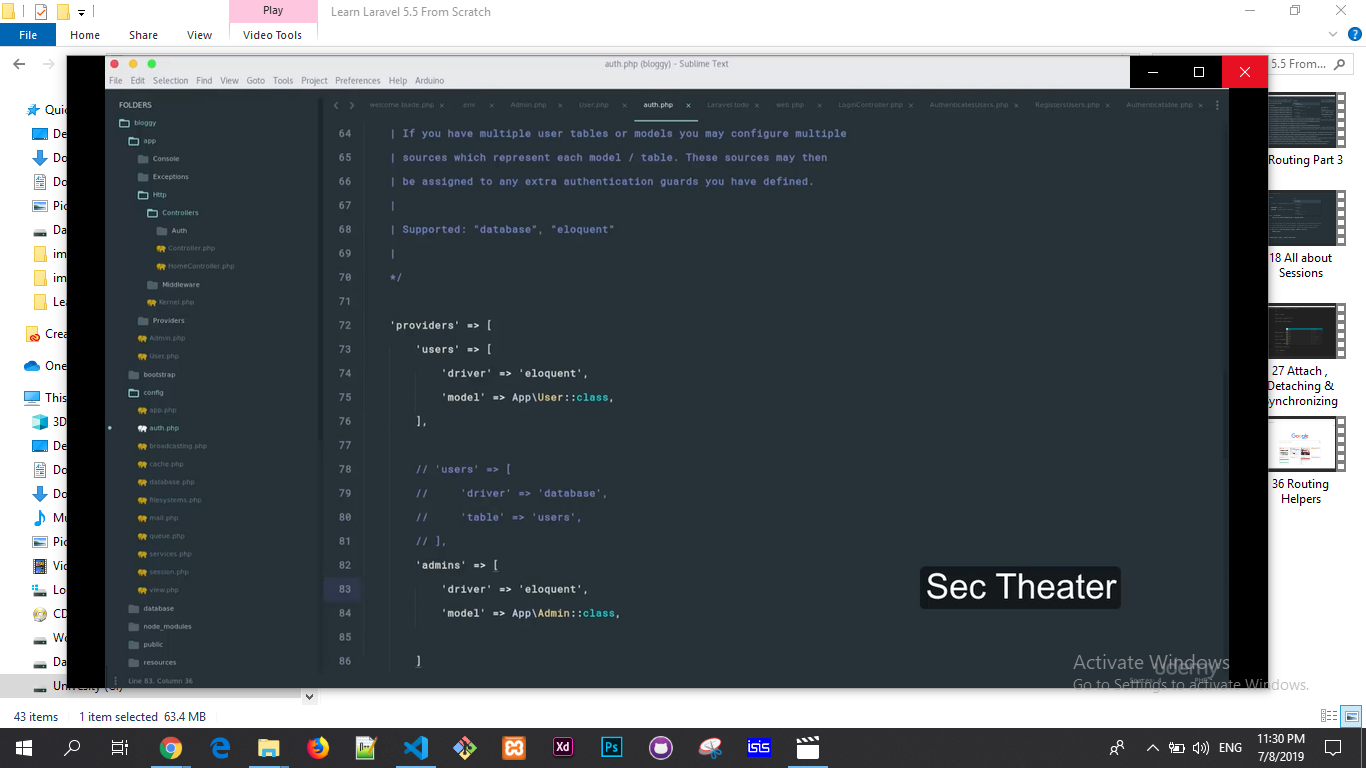 Play
Learn Laravel 5.5 From Scratch
File
Home
Share
View
Video Tools
auth.php (bloggy) - Sublime Text
5.5 From...
File Edit Selection Find View Goto Tools Project Preferences Help Arduino
FOLDERS
bloggy
app
Console
Exceptions
Http
Controllers
Auth
Controller.php
HomeController.php
Middleware
Kernel.php
Providers
Admin.php
User.php
bootstrap
config
app.php
auth.php
broadcasting.php
cache.php
database.php
filesystems.php
mail.php
queue.php
services.php
session.php
view.php
database
node_modules
public
resources
Line 83, Column 36
welcome.blade.php
.env
Admin.php
User.php
auth.php
Laravel.todo
web.php
LoginController.php
AuthenticatesUsers.php
RegistersUsers.php
Authenticatable.php
64 | If you have multiple user tables or models you may configure multiple
65 | sources which represent each model / table. These sources may then
66 | be assigned to any extra authentication guards you have defined.
67 |
68 | Supported: "database", "eloquent"
69 |
70 */
71
72 'providers' => [
73 'users' => [
74 'driver' => 'eloquent',
75 'model' => App\User::class,
76 ],
77
78 // 'users' => [
79 //     'driver' => 'database',
80 //     'table' => 'users',
81 // ],
82 'admins' => [
83 'driver' => 'eloquent',
84 'model' => App\Admin::class,
85
86 ]
Sec Theater
udemy
PHP
Activate Windows
Go to Settings to activate Windows.
Routing Part 3
18 All about
Sessions
27 Attach ,
Detaching &
ynchronizing
Google
36 Routing
Helpers
Quic
De
Do
Do
Pic
Da
im
im
Lea
Crea
One
This
3D
De
Do
Do
Mu
Pic
Vic
Lo
CD
Wo
Da
43 items
1 item selected 63.4 MB
Xd
Ps
isis
ENG
11:30 PM
7/8/2019